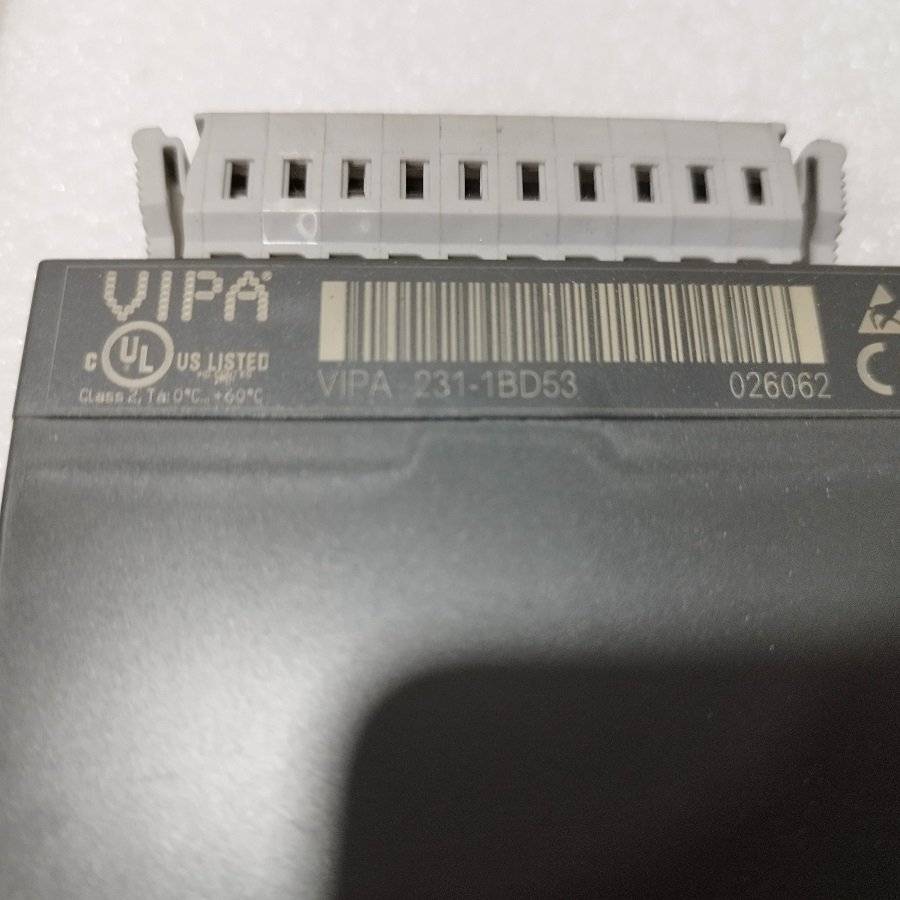 VIPA®
C UL US LISTED
Class 2, Ta: 0°C... +60°C
VIPA 231-1BD53 026062